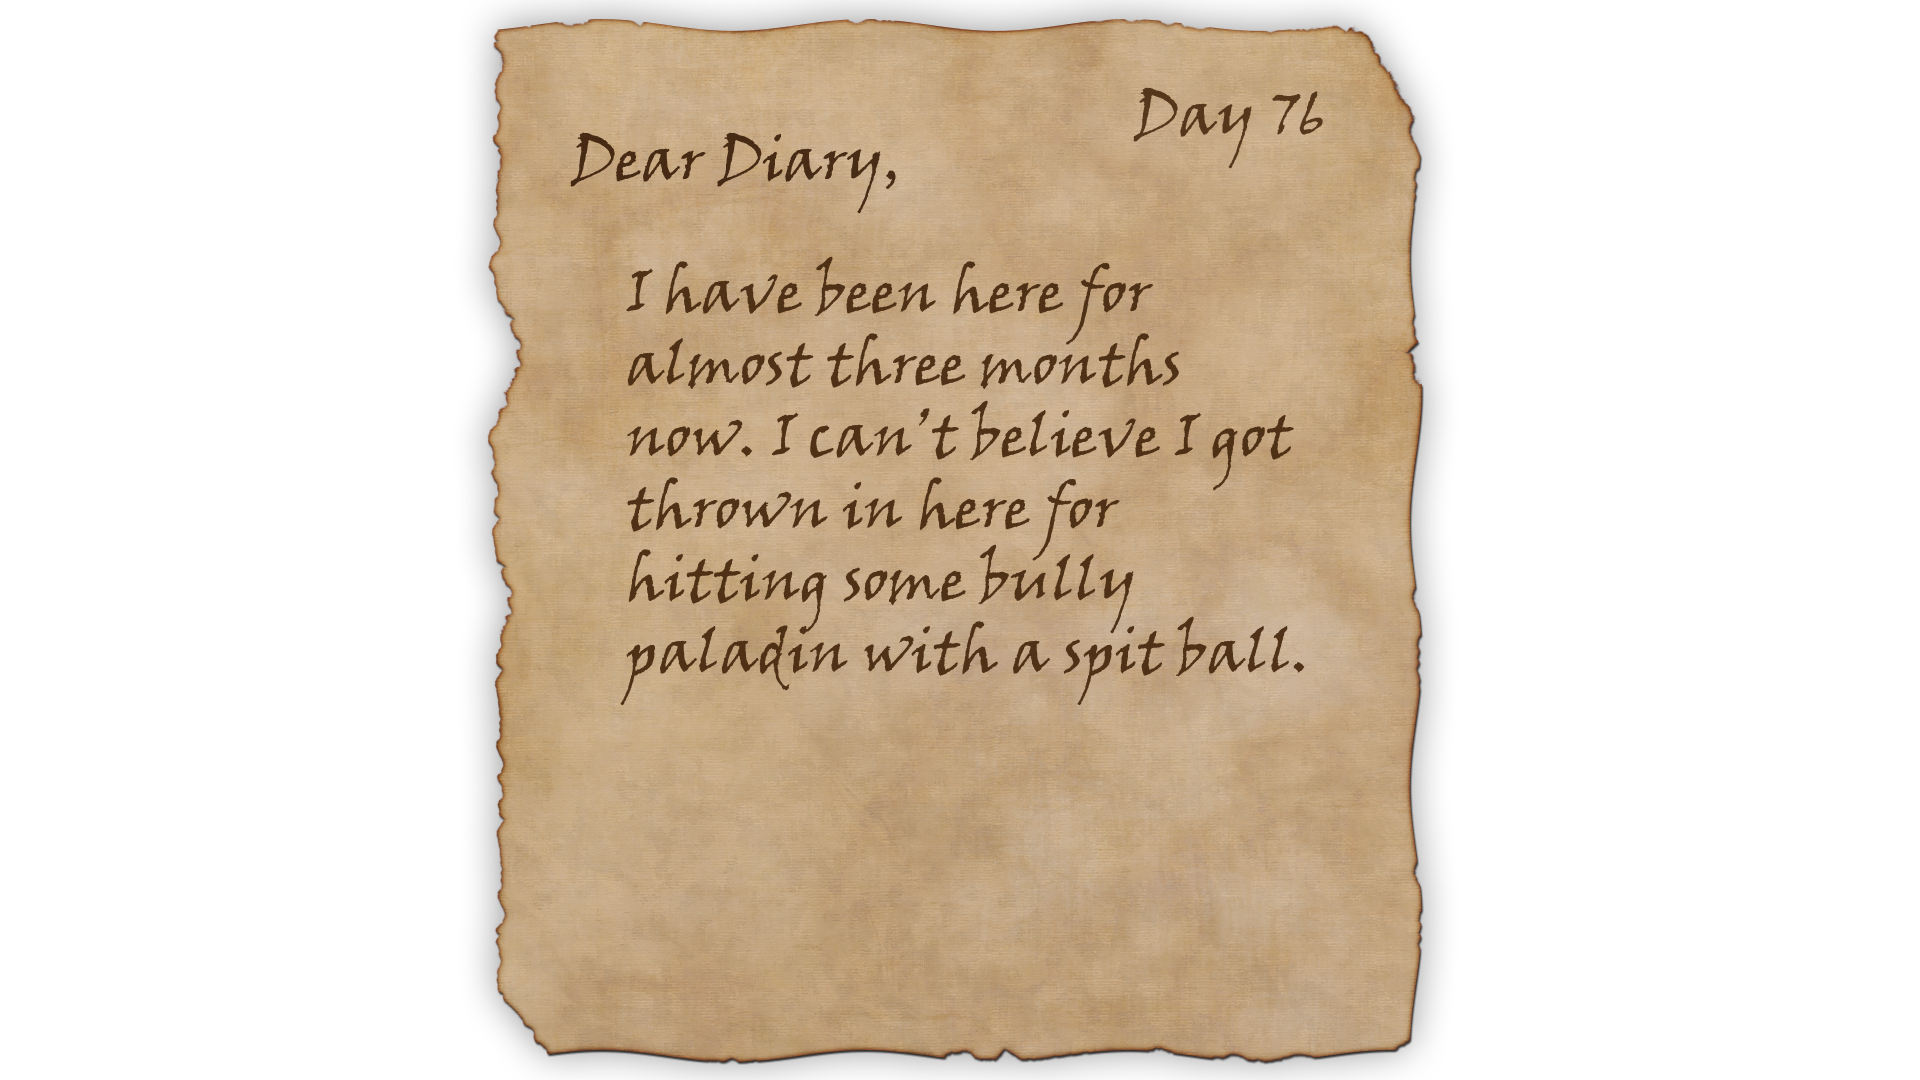 Day 76
Dear Diary,
I have been here for
almost three months
now. I can't believe I got
thrown in here for
hitting some bully
paladin with a spit ball.